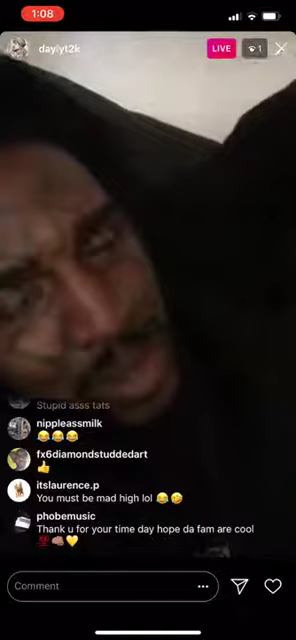 1:08
daylyt2k
LIVE
1
Stupid asss tats
nippleassmilk
😂😂😂
fx6diamondstuddedart
👍
itslaurence.p
You must be mad high lol 😂🤣
phobemusic
Thank u for your time day hope da fam are cool
💯👊🏽💛
Comment